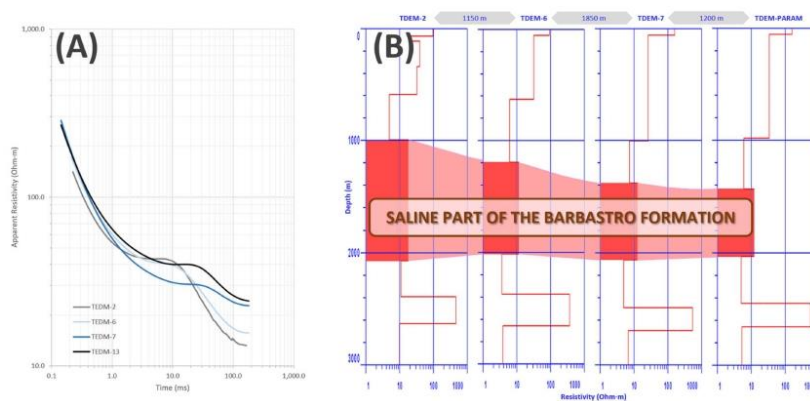 (A)
1,000.0
100.0
10.0
Apparent Resistivity (Ohm-m)
0.1 1.0 10.0 100.0 1,000.0
Time (ms)
TEDM-2
TEDM-6
TEDM-7
TEDM-13
(B)
TDEM-2 1150 m TDEM-6 1850 m TDEM-7 1200 m TDEM-PARAM
0
1000
2000
3000
Depth (m)
SALINE PART OF THE BARBASTRO FORMATION
1 10 100 1000 1 10 100 1000 1 10 100 1000 1 10 100 1000
Resistivity (Ohm-m)